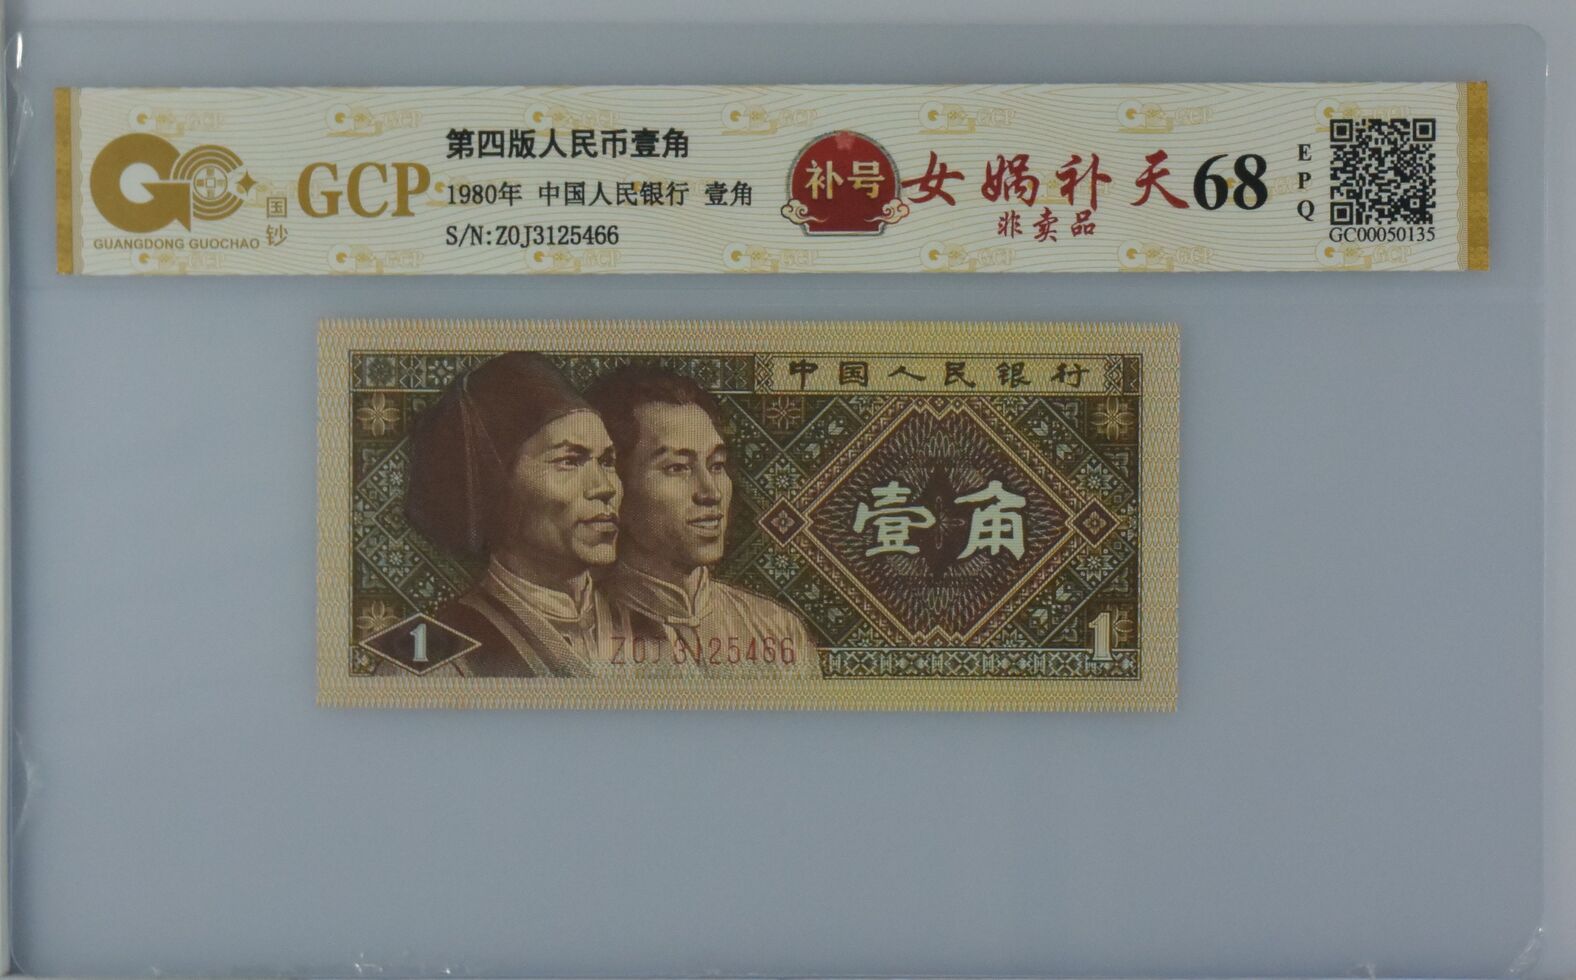 GUANGDONG GUOCHAO
国钞
GCP
第四版人民币壹角
1980年 中国人民银行 壹角
S/N:Z0J3125466
补号
女娲补天
非卖品
68
EPQ
GC00050135
中国人民银行
壹角
1
Z0J3125466
1